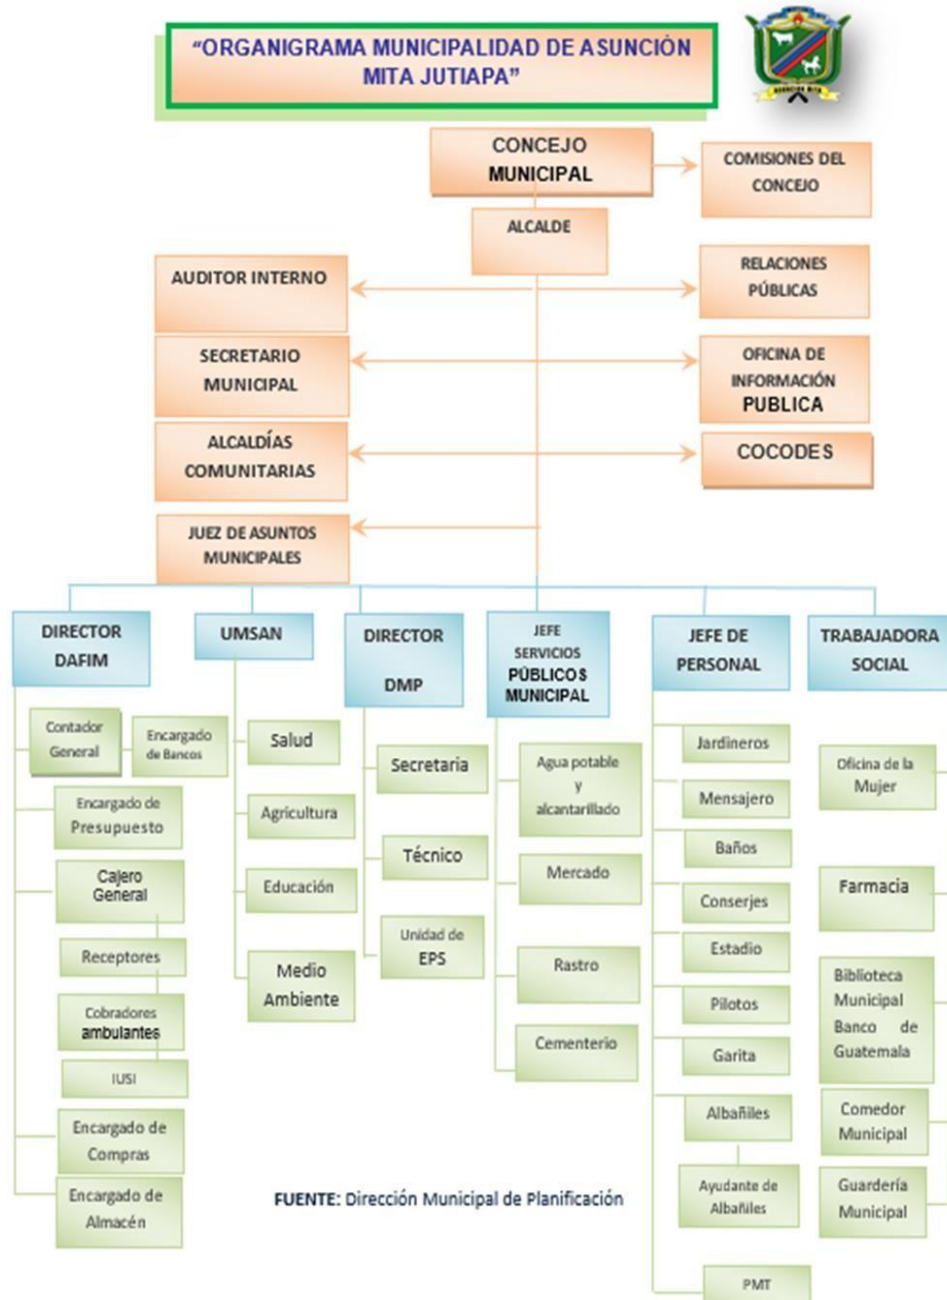 “ORGANIGRAMA MUNICIPALIDAD DE ASUNCIÓN
MITA JUTIAPA”
ASUNCIÓN MITA
CONCEJO
MUNICIPAL
COMISIONES DEL
CONCEJO
ALCALDE
AUDITOR INTERNO
RELACIONES
PÚBLICAS
SECRETARIO
MUNICIPAL
OFICINA DE
INFORMACIÓN
PUBLICA
ALCALDÍAS
COMUNITARIAS
COCODES
JUEZ DE ASUNTOS
MUNICIPALES
DIRECTOR
DAFIM
UMSAN
DIRECTOR
DMP
JEFE
SERVICIOS
PÚBLICOS
MUNICIPAL
JEFE DE
PERSONAL
TRABAJADORA
SOCIAL
Contador
General
Encargado
de Bancos
Encargado de
Presupuesto
Cajero
General
Receptores
Cobradores
ambulantes
IUSI
Encargado de
Compras
Encargado de
Almacén
Salud
Agricultura
Educación
Medio
Ambiente
Secretaria
Técnico
Unidad de
EPS
Agua potable
y
alcantarillado
Mercado
Rastro
Cementerio
Jardineros
Mensajero
Baños
Conserjes
Estadio
Pilotos
Garita
Albañiles
Ayudante de
Albañiles
PMT
Oficina de la
Mujer
Farmacia
Biblioteca
Municipal
Banco de
Guatemala
Comedor
Municipal
Guardería
Municipal
FUENTE: Dirección Municipal de Planificación